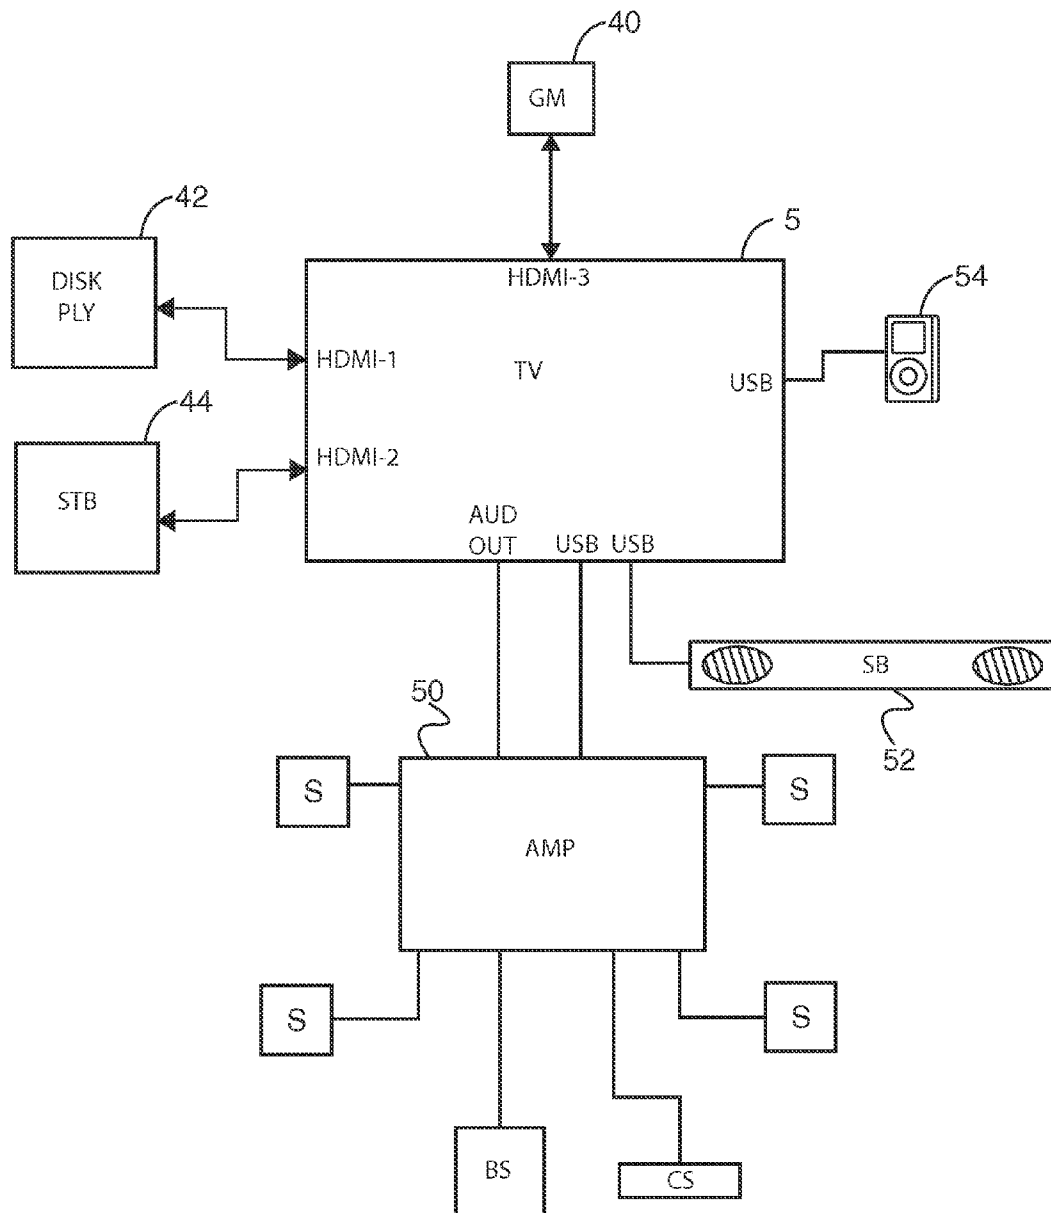 40
GM
42
5
DISK
PLY
HDMI-3
54
HDMI-1
TV
USB
44
HDMI-2
STB
AUD
OUT
USB
USB
SB
50
52
S
S
AMP
S
S
BS
CS